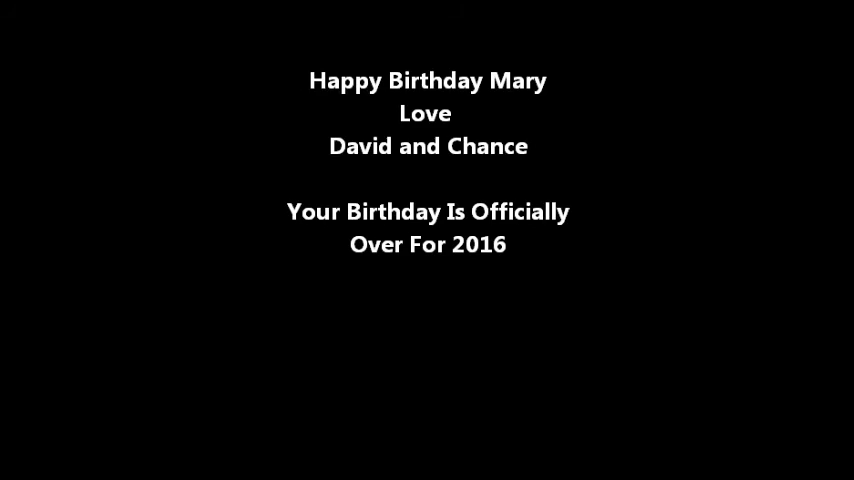 Happy Birthday Mary
Love
David and Chance
Your Birthday Is Officially
Over For 2016